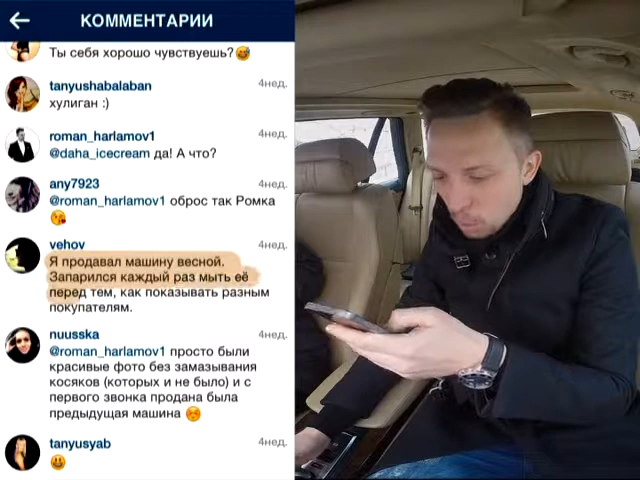 КОММЕНТАРИИ
Ты себя хорошо чувствуешь?😅
tanyushabalaban 4нед.
хулиган :)
roman_harlamov1 4нед.
@daha_icecream да! А что?
any7923 4нед.
@roman_harlamov1 оброс так Ромка
😘
vehov 4нед.
Я продавал машину весной.
Запарился каждый раз мыть её
перед тем, как показывать разным
покупателям.
nuusska 4нед.
@roman_harlamov1 просто были
красивые фото без замазывания
косяков (которых и не было) и с
первого звонка продана была
предыдущая машина ☺️
tanyusyab 4нед.
😃